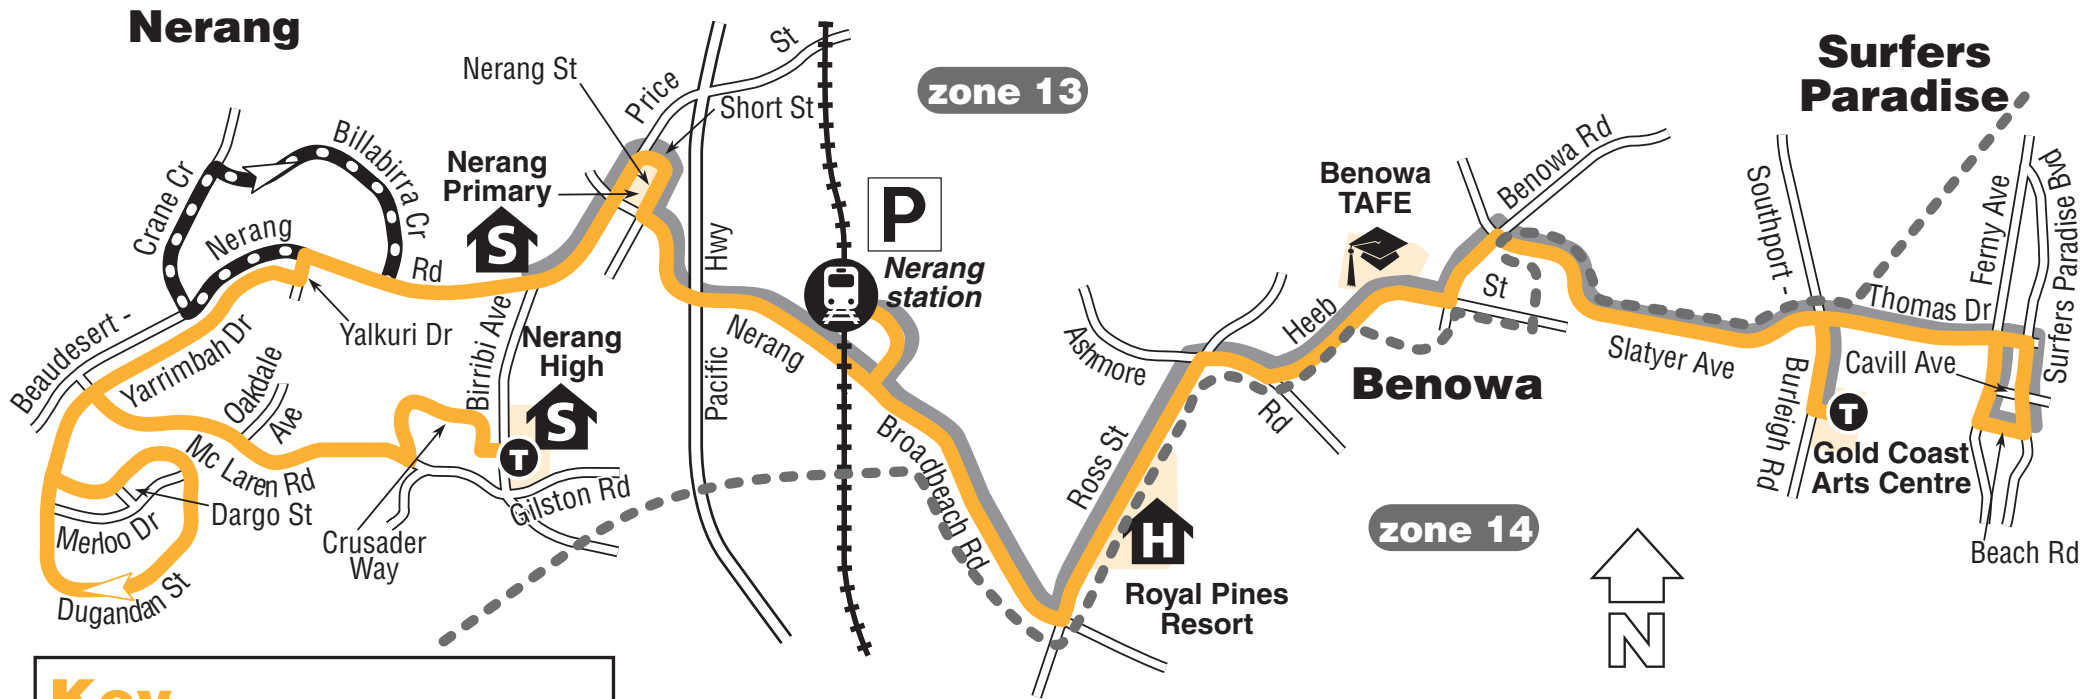 Nerang
Surfers
Paradise
Nerang St
Price
St
zone 13
Short St
Billabirra Cr
Crane Cr
Nerang
Rd
Nerang
Primary
S
P
Nerang
station
Hwy
Pacific
Benowa
TAFE
Benowa Rd
Southport -
Burleigh Rd
Ferny Ave
Surfers Paradise Bvd
Thomas Dr
Cavill Ave
Beaudesert -
Yarrimbah Dr
Yalkuri Dr
Birribi Ave
Nerang
High
S
T
Oakdale
Ave
Mc Laren Rd
Dargo St
Merloo Dr
Dugandan St
Crusader
Way
Gilston Rd
Nerang
Broadbeach Rd
Ashmore
Rd
Ross St
Heeb
St
Benowa
Slatyer Ave
T
Gold Coast
Arts Centre
H
Royal Pines
Resort
zone 14
Beach Rd
N
Key